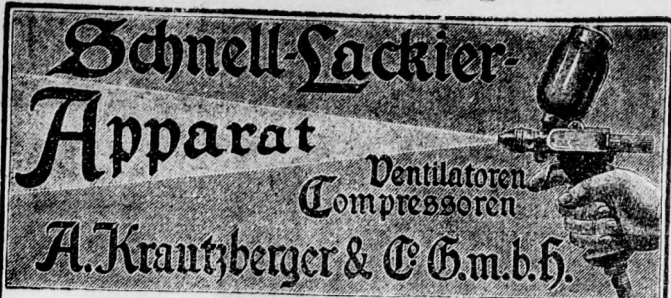 Schnell-Lackier-
Apparat
Ventilatoren
Compressoren
A. Krautzberger & Co G.m.b.H.